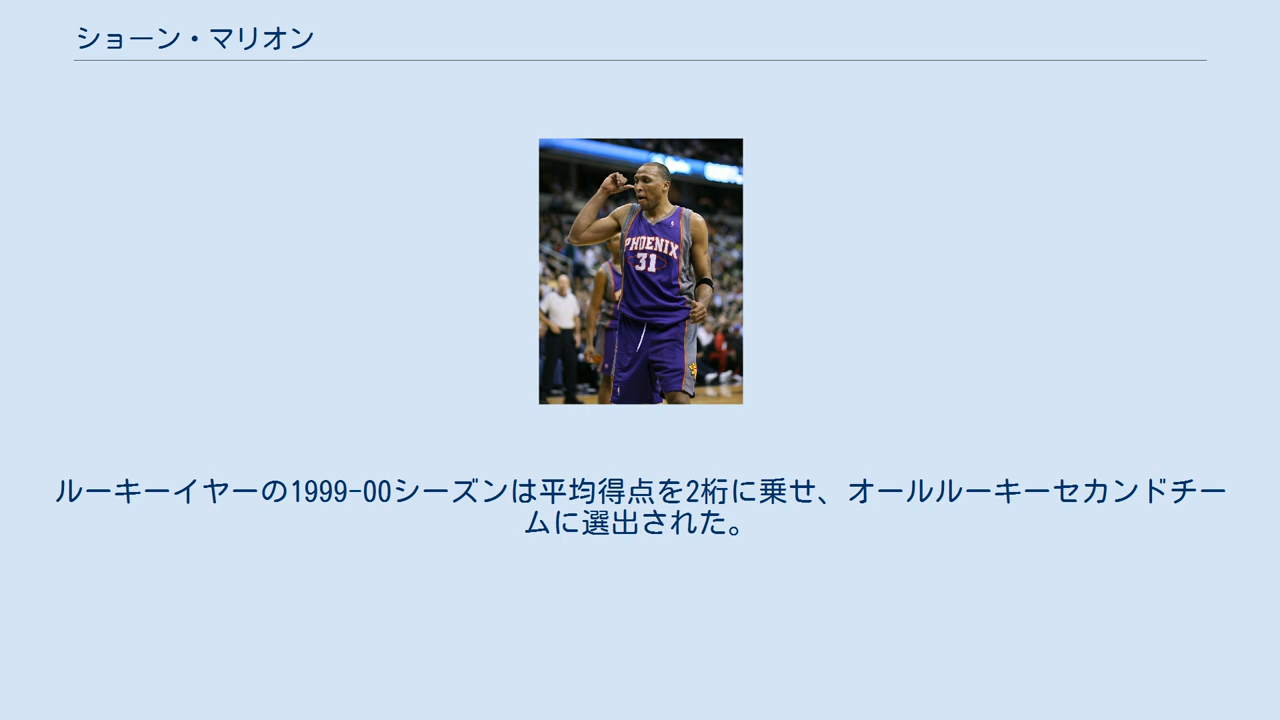 ショーン・マリオン
PHOENIX
31
ルーキーイヤーの1999-00シーズンは平均得点を2桁に乗せ、オールルーキーセカンドチー
ムに選出された。